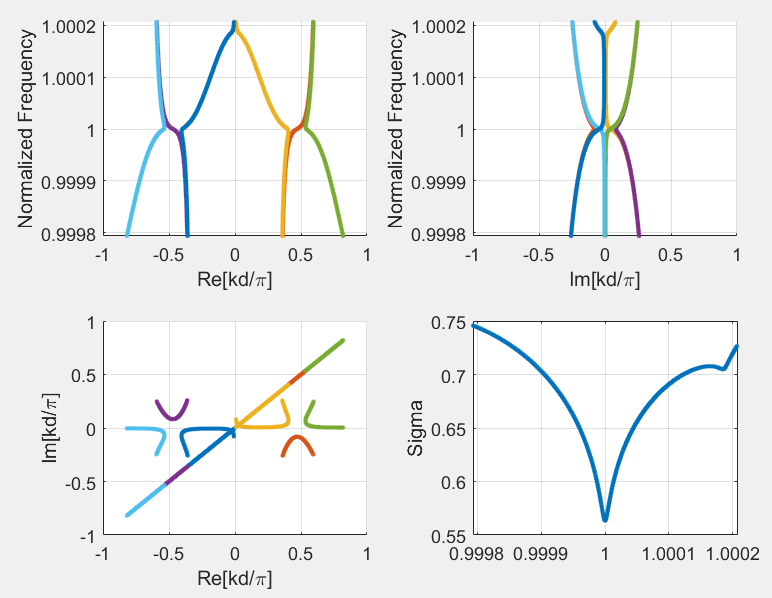 Normalized Frequency
1.0002
1.0001
1
0.9999
0.9998
-1 -0.5 0 0.5 1
Re[kd/π]
Normalized Frequency
1.0002
1.0001
1
0.9999
0.9998
-1 -0.5 0 0.5 1
Im[kd/π]
Im[kd/π]
1
0.5
0
-0.5
-1
-1 -0.5 0 0.5 1
Re[kd/π]
Sigma
0.75
0.7
0.65
0.6
0.55
0.9998 0.9999 1 1.0001 1.0002